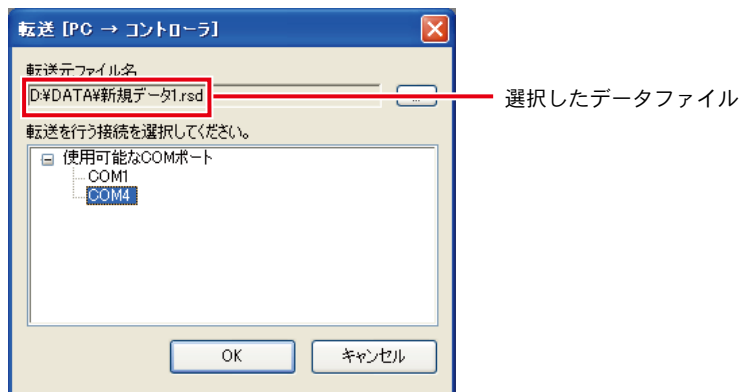 転送 [PC → コントローラ]
転送元ファイル名
D:¥DATA¥新規データ1.rsd
...
選択したデータファイル
転送を行う接続を選択してください。
使用可能なCOMポート
COM1
COM4
OK
キャンセル